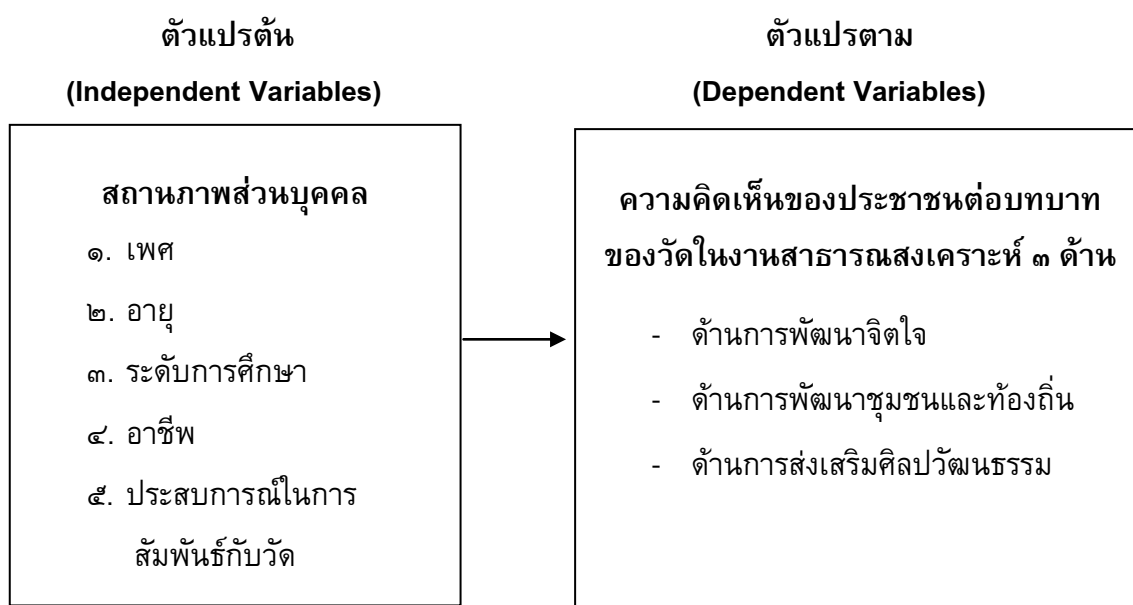 ตัวแปรต้น
(Independent Variables)
สถานภาพส่วนบุคคล
๑. เพศ
๒. อายุ
๓. ระดับการศึกษา
๔. อาชีพ
๕. ประสบการณ์ในการ
สัมพันธ์กับวัด
ตัวแปรตาม
(Dependent Variables)
ความคิดเห็นของประชาชนต่อบทบาท
ของวัดในงานสาธารณสงเคราะห์ ๓ ด้าน
- ด้านการพัฒนาจิตใจ
- ด้านการพัฒนาชุมชนและท้องถิ่น
- ด้านการส่งเสริมศิลปวัฒนธรรม